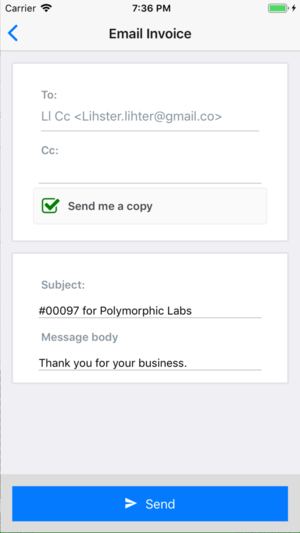 Carrier 7:36 PM
Email Invoice
To:
Ll Cc <Lihster.lihter@gmail.co>
Cc:
Send me a copy
Subject:
#00097 for Polymorphic Labs
Message body
Thank you for your business.
Send